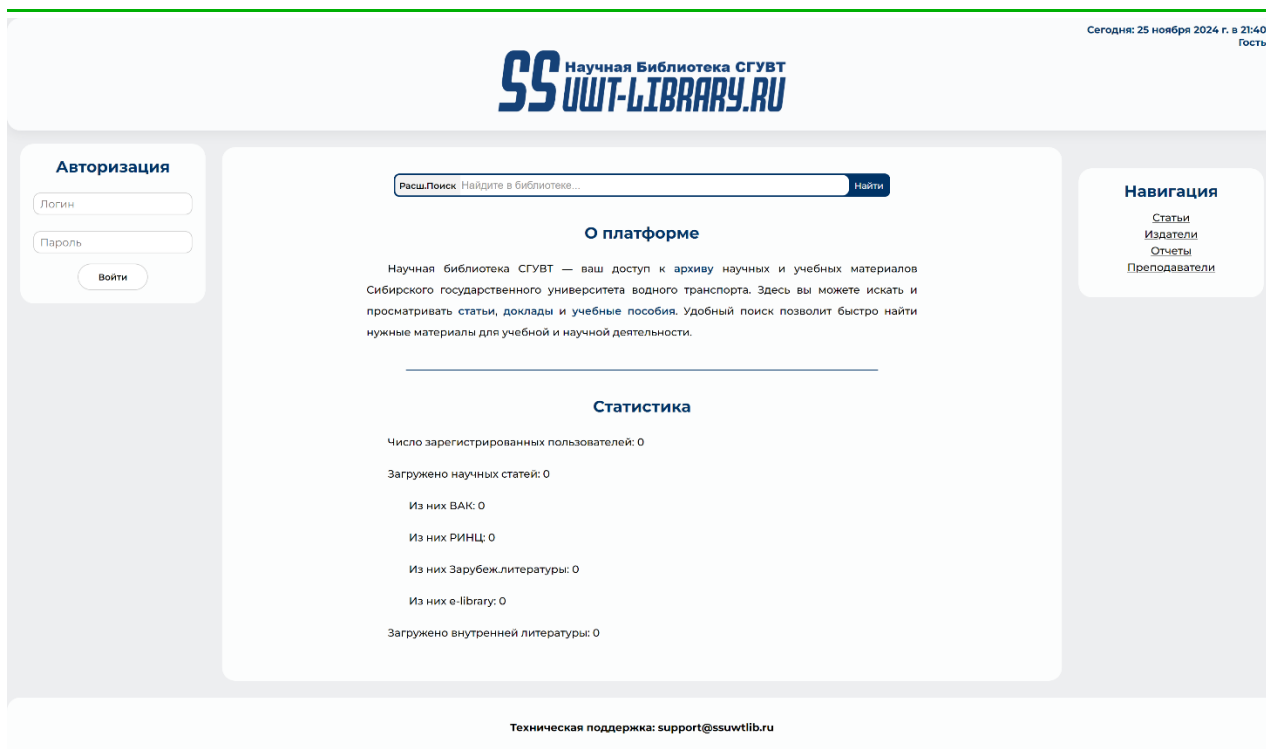 Сегодня: 25 ноября 2024 г. в 21:40
Гость
SS Научная Библиотека СГУВТ
UWT-LIBRARY.RU
Авторизация
Логин
Пароль
Войти
Расш.Поиск Найдите в библиотеке... Найти
О платформе
Научная библиотека СГУВТ — ваш доступ к архиву научных и учебных материалов
Сибирского государственного университета водного транспорта. Здесь вы можете искать и
просматривать статьи, доклады и учебные пособия. Удобный поиск позволит быстро найти
нужные материалы для учебной и научной деятельности.
Статистика
Число зарегистрированных пользователей: 0
Загружено научных статей: 0
Из них ВАК: 0
Из них РИНЦ: 0
Из них Зарубеж.литературы: 0
Из них e-library: 0
Загружено внутренней литературы: 0
Навигация
Статьи
Издатели
Отчеты
Преподаватели
Техническая поддержка: support@ssuwtlib.ru